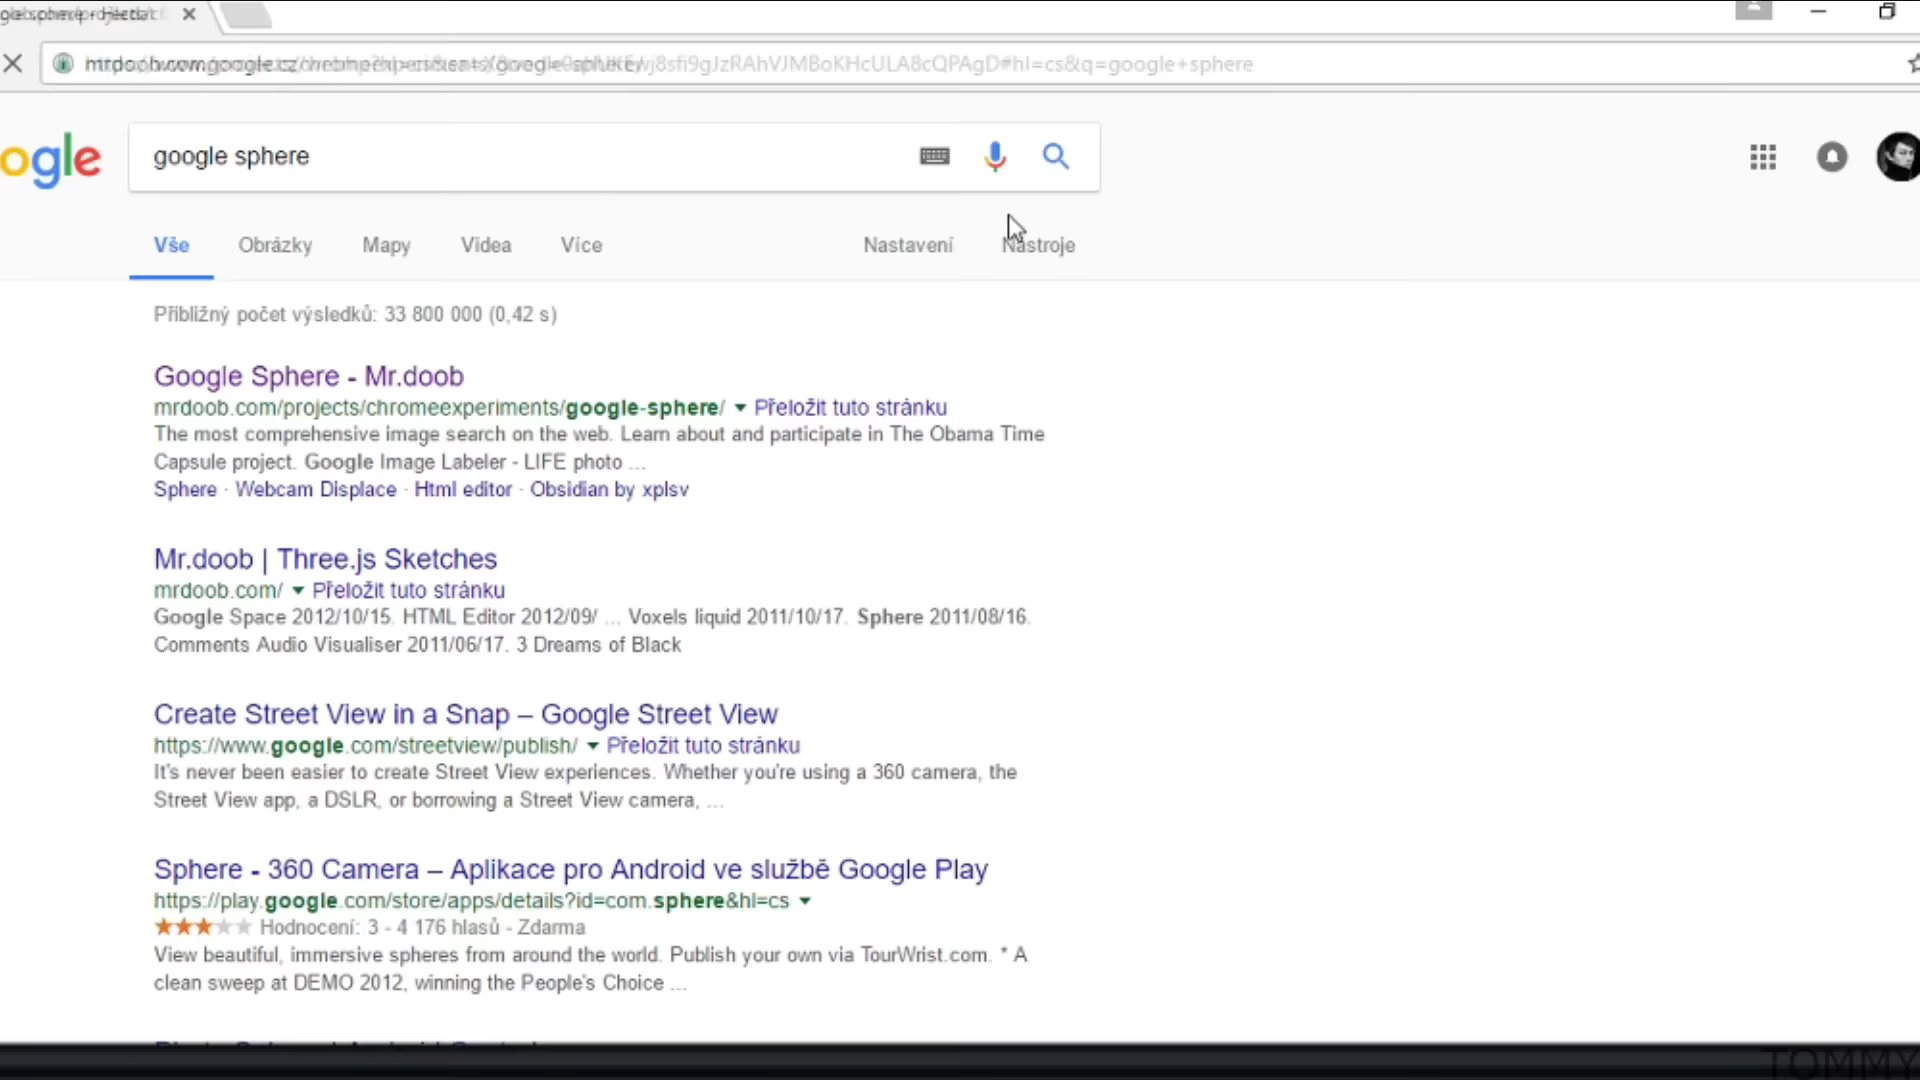 ogle
google sphere
Vše Obrázky Mapy Videa Více Nastavení Nástroje
Přibližný počet výsledků: 33 800 000 (0,42 s)
Google Sphere - Mr.doob
mrdoob.com/projects/chromeexperiments/google-sphere/ Přeložit tuto stránku
The most comprehensive image search on the web. Learn about and participate in The Obama Time
Capsule project. Google Image Labeler - LIFE photo ...
Sphere · Webcam Displace · Html editor · Obsidian by xplsv
Mr.doob | Three.js Sketches
mrdoob.com/ Přeložit tuto stránku
Google Space 2012/10/15. HTML Editor 2012/09/ ... Voxels liquid 2011/10/17. Sphere 2011/08/16.
Comments Audio Visualiser 2011/06/17. 3 Dreams of Black
Create Street View in a Snap – Google Street View
https://www.google.com/streetview/publish/ Přeložit tuto stránku
It's never been easier to create Street View experiences. Whether you're using a 360 camera, the
Street View app, a DSLR, or borrowing a Street View camera, ...
Sphere - 360 Camera – Aplikace pro Android ve službě Google Play
https://play.google.com/store/apps/details?id=com.sphere&hl=cs
Hodnocení: 3 - 4 176 hlasů - Zdarma
View beautiful, immersive spheres from around the world. Publish your own via TourWrist.com. * A
clean sweep at DEMO 2012, winning the People's Choice ...
TOMMY